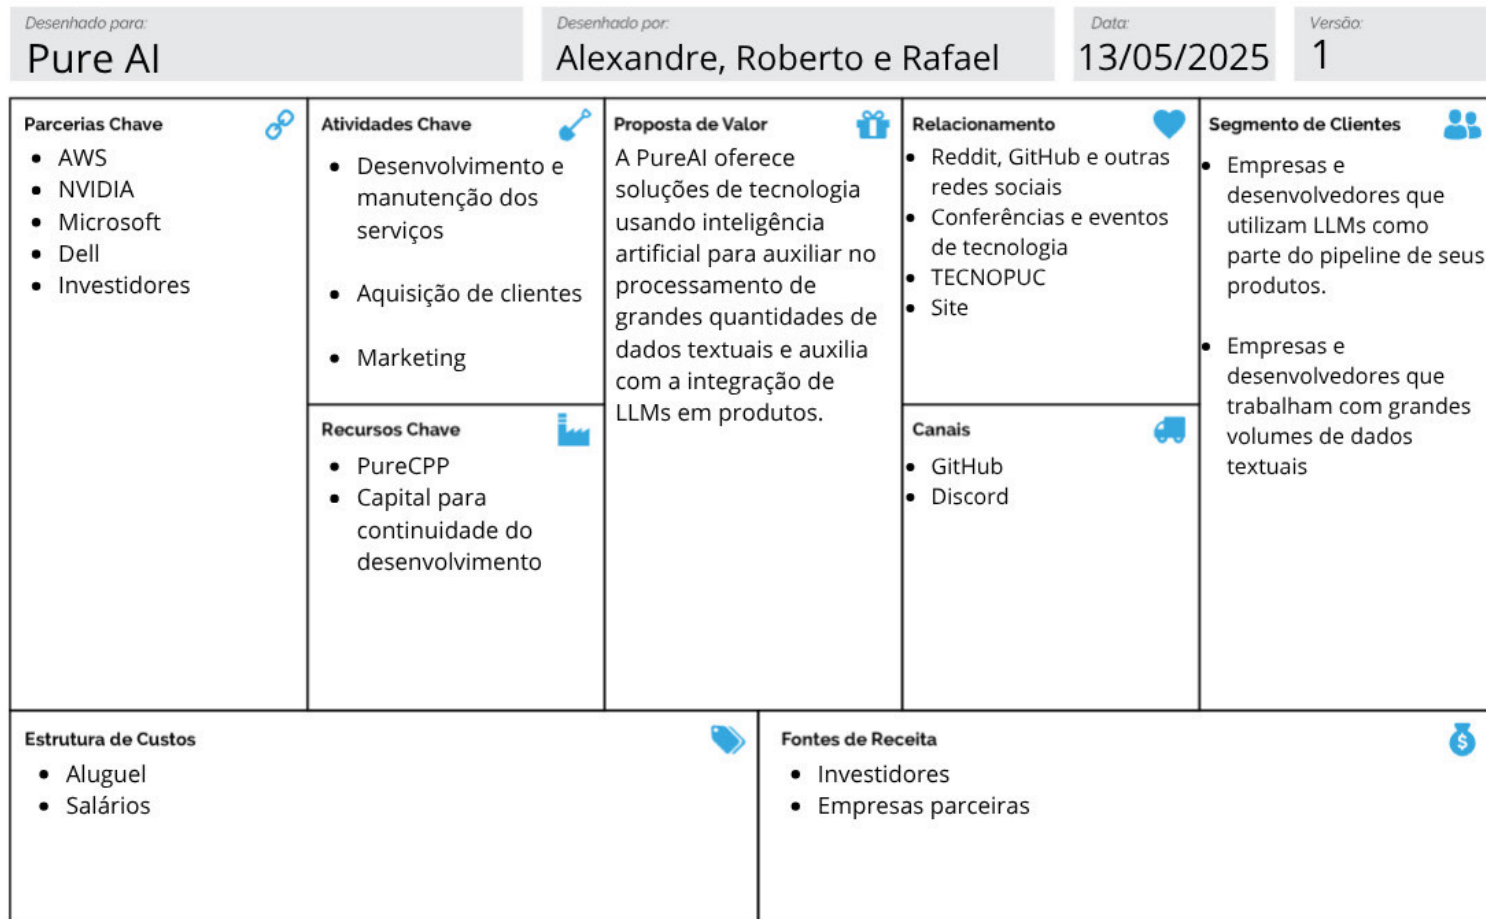 Desenhado para:
Pure AI
Desenhado por:
Alexandre, Roberto e Rafael
Data:
13/05/2025
Versão:
1
Parcerias Chave
• AWS
• NVIDIA
• Microsoft
• Dell
• Investidores
Atividades Chave
• Desenvolvimento e
manutenção dos
serviços
• Aquisição de clientes
• Marketing
Recursos Chave
• PureCPP
• Capital para
continuidade do
desenvolvimento
Proposta de Valor
A PureAI oferece
soluções de tecnologia
usando inteligência
artificial para auxiliar no
processamento de
grandes quantidades de
dados textuais e auxilia
com a integração de
LLMs em produtos.
Relacionamento
• Reddit, GitHub e outras
redes sociais
• Conferências e eventos
de tecnologia
• TECNOPUC
• Site
Canais
• GitHub
• Discord
Segmento de Clientes
• Empresas e
desenvolvedores que
utilizam LLMs como
parte do pipeline de seus
produtos.
• Empresas e
desenvolvedores que
trabalham com grandes
volumes de dados
textuais
Estrutura de Custos
• Aluguel
• Salários
Fontes de Receita
• Investidores
• Empresas parceiras